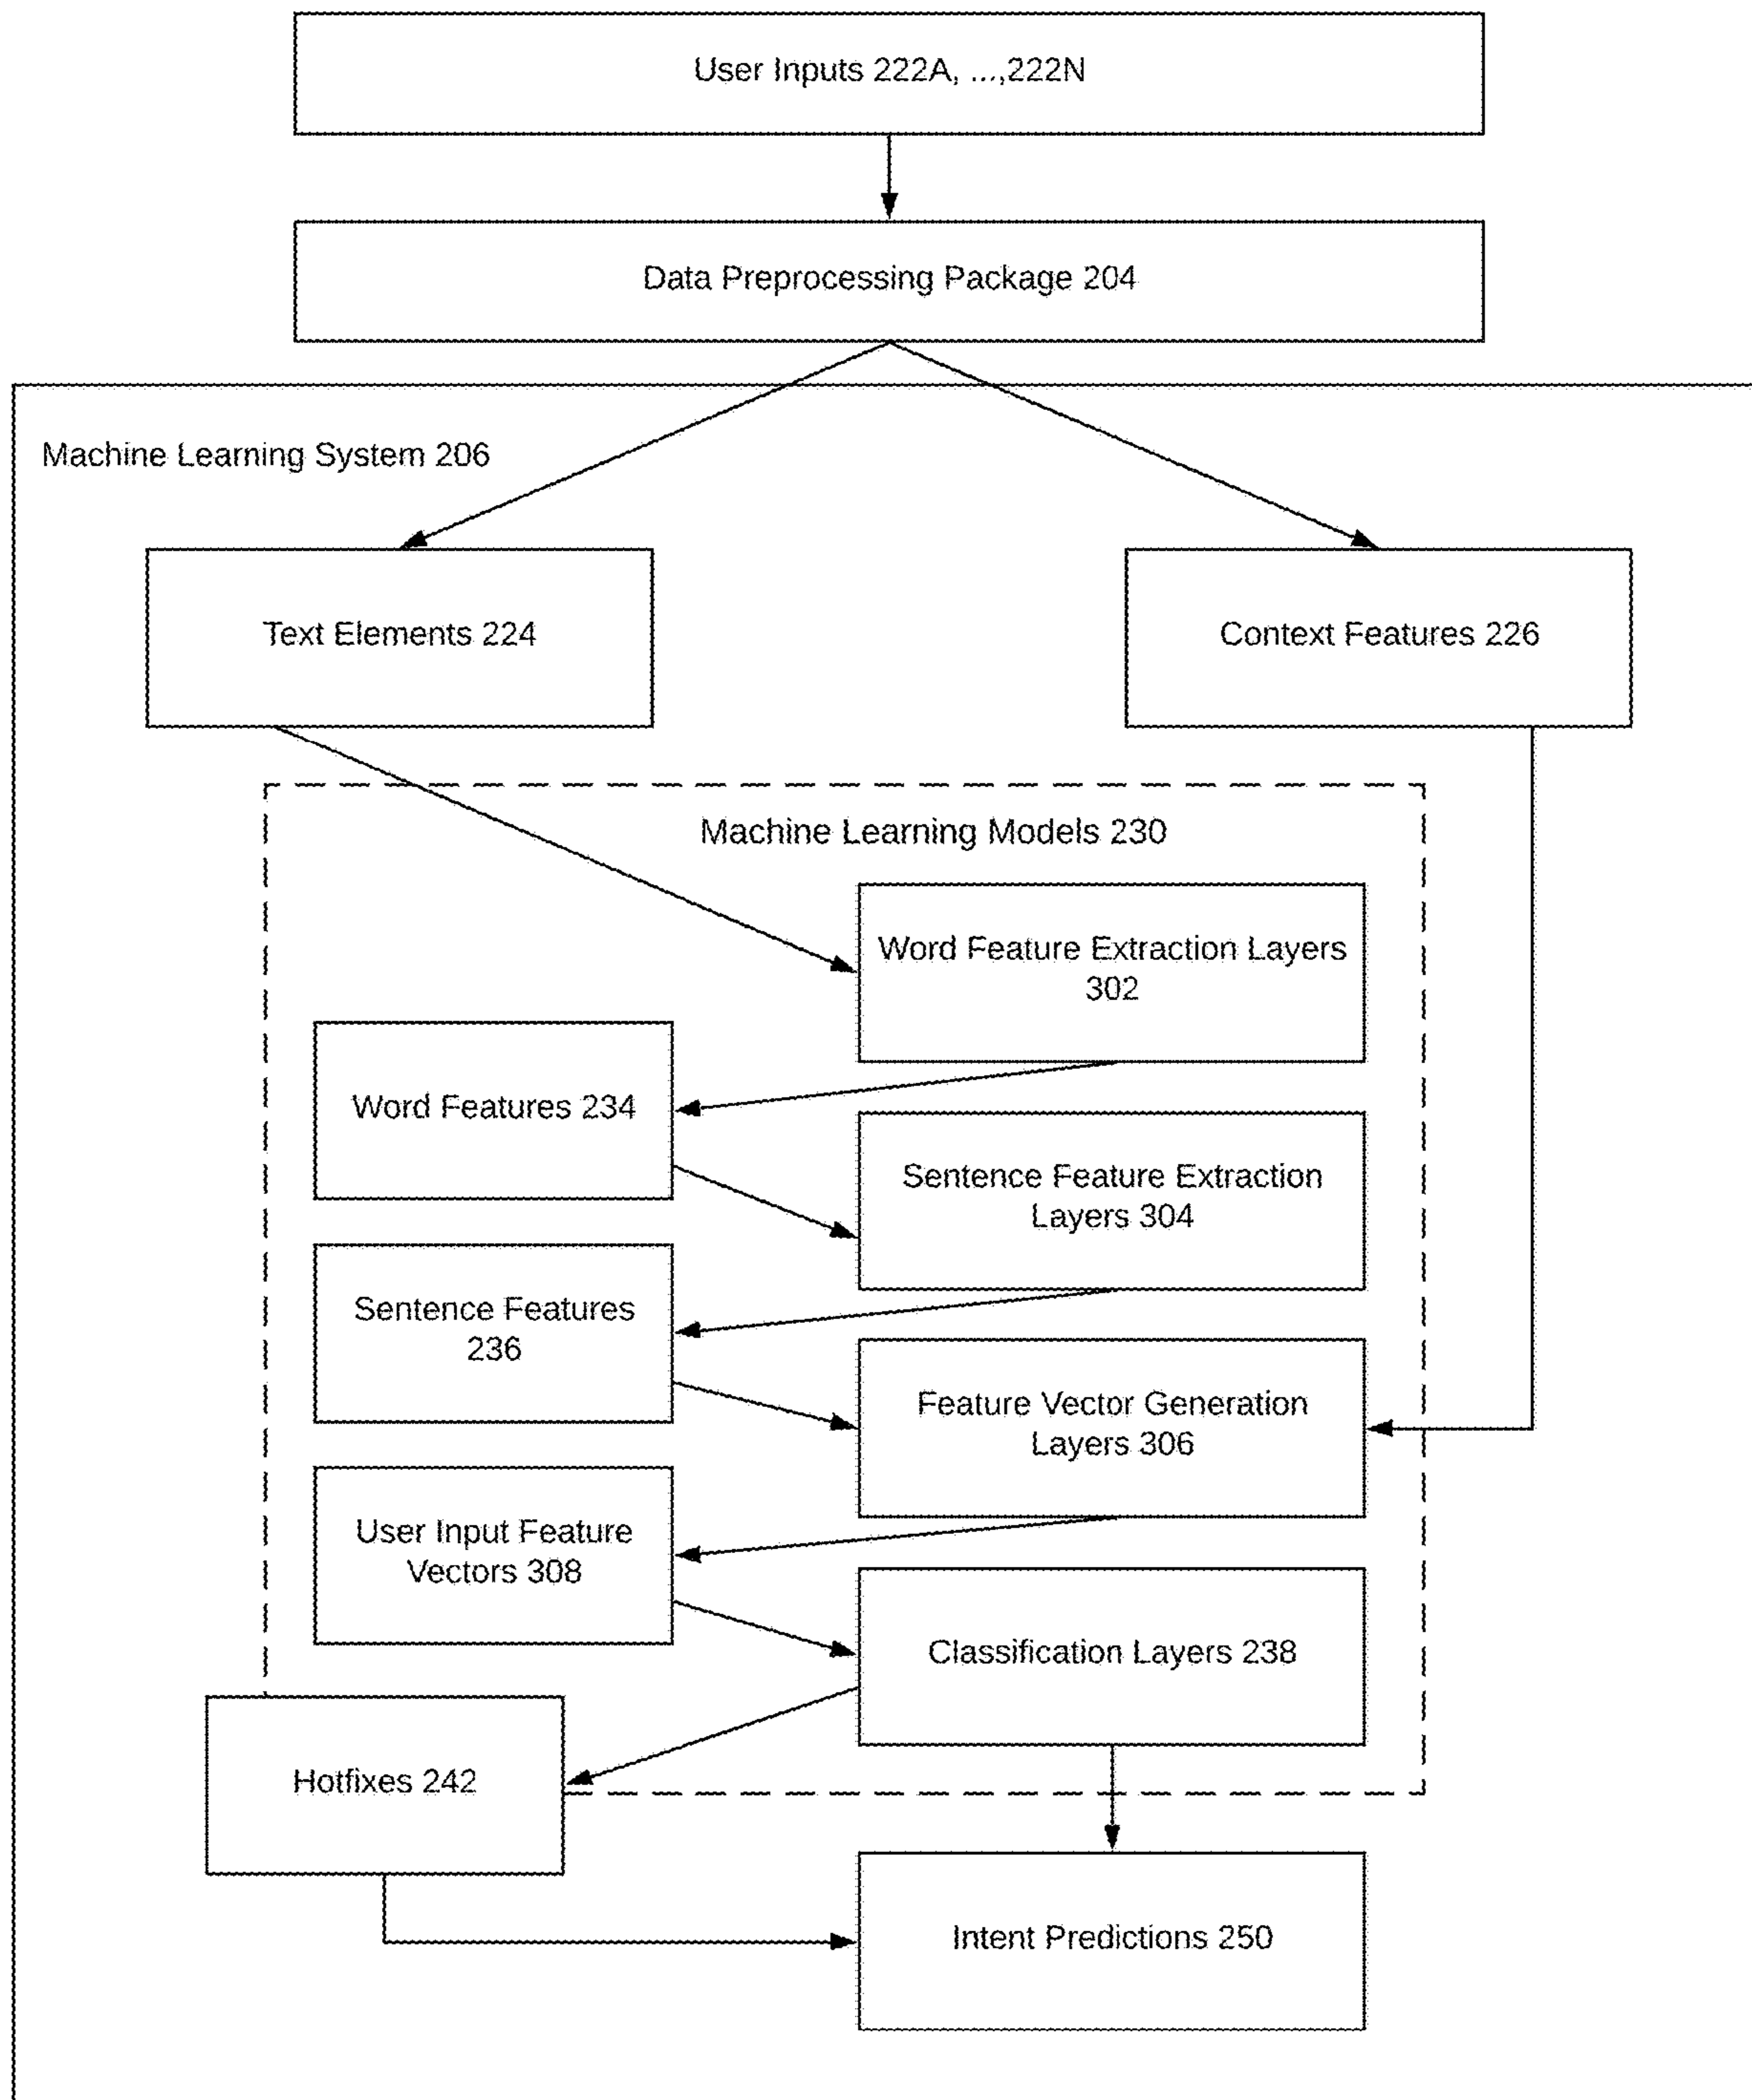 User Inputs 222A, ...,222N
Data Preprocessing Package 204
Machine Learning System 206
Text Elements 224
Context Features 226
Machine Learning Models 230
Word Feature Extraction Layers
302
Word Features 234
Sentence Feature Extraction
Layers 304
Sentence Features
236
Feature Vector Generation
Layers 306
User Input Feature
Vectors 308
Classification Layers 238
Hotfixes 242
Intent Predictions 250